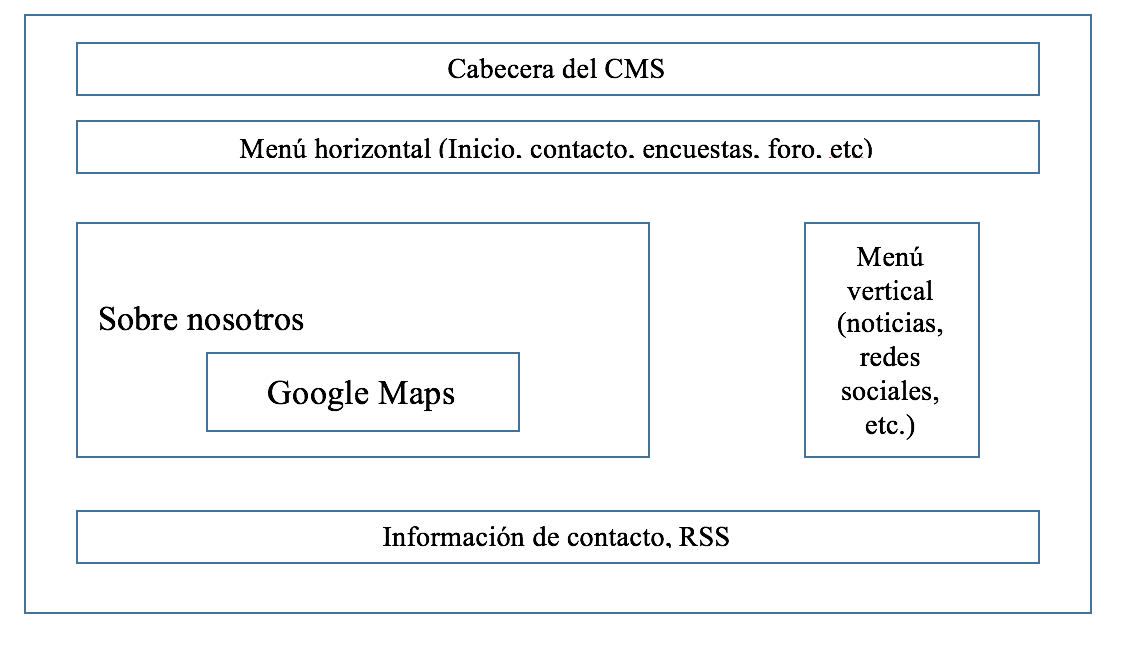 Cabecera del CMS
Menú horizontal (Inicio, contacto, encuestas, foro, etc)
Sobre nosotros
Google Maps
Menú
vertical
(noticias,
redes
sociales,
etc.)
Información de contacto, RSS